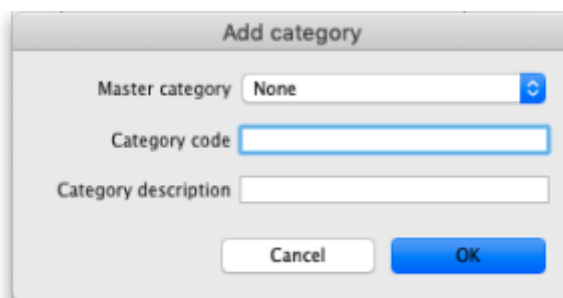 Add category
Master category None
Category code
Category description
Cancel OK